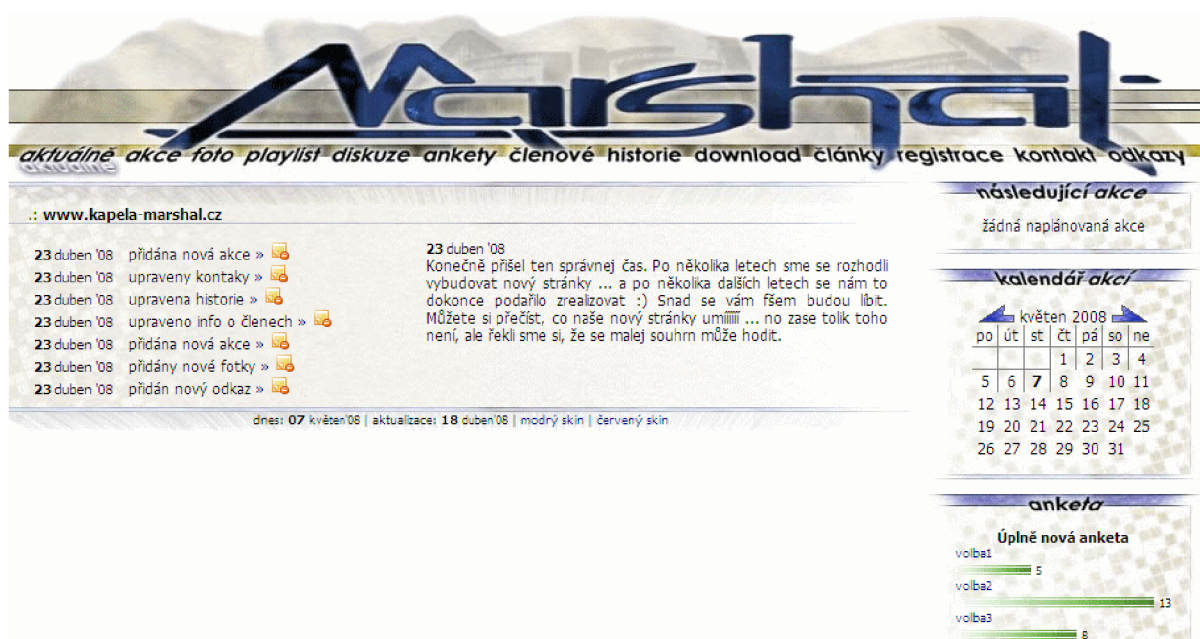 Marshal
aktuálně akce foto playlist diskuze ankety členové historie download články registrace kontakt odkazy
.: www.kapela-marshal.cz
23 duben '08 přidána nová akce »
23 duben '08 upraveny kontaky »
23 duben '08 upravena historie »
23 duben '08 upraveno info o členech »
23 duben '08 přidána nová akce »
23 duben '08 přidány nové fotky »
23 duben '08 přidán nový odkaz »
23 duben '08
Konečně přišel ten správnej čas. Po několika letech sme se rozhodli
vybudovat nový stránky ... a po několika dalších letech se nám to
dokonce podařilo zrealizovat :) Snad se vám fšem budou líbit.
Můžete si přečíst, co naše nový stránky umííííí ... no zase tolik toho
není, ale řekli sme si, že se malej souhrn může hodit.
dnes: 07 květen'08 | aktualizace: 18 duben'08 | modrý skin | červený skin
následující akce
žádná naplánovaná akce
kalendář akcí
květen 2008
po út st čt pá so ne
1 2 3 4
5 6 7 8 9 10 11
12 13 14 15 16 17 18
19 20 21 22 23 24 25
26 27 28 29 30 31
anketa
Úplně nová anketa
volba1
5
volba2
13
volba3
8